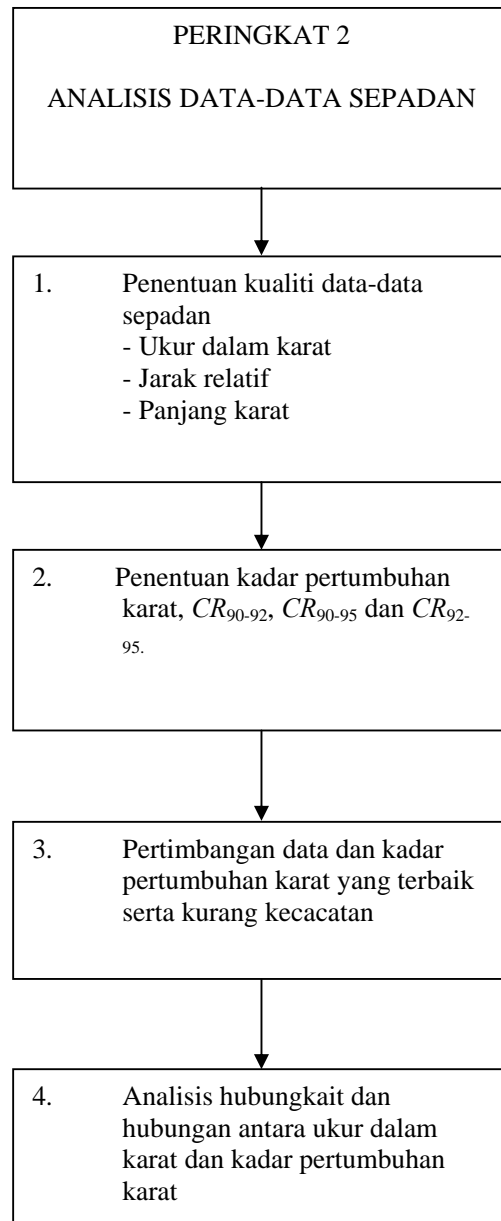 PERINGKAT 2
ANALISIS DATA-DATA SEPADAN
1. Penentuan kualiti data-data
sepadan
- Ukur dalam karat
- Jarak relatif
- Panjang karat
2. Penentuan kadar pertumbuhan
karat, CR90-92, CR90-95 dan CR92-
95.
3. Pertimbangan data dan kadar
pertumbuhan karat yang terbaik
serta kurang kecacatan
4. Analisis hubungkait dan
hubungan antara ukur dalam
karat dan kadar pertumbuhan
karat